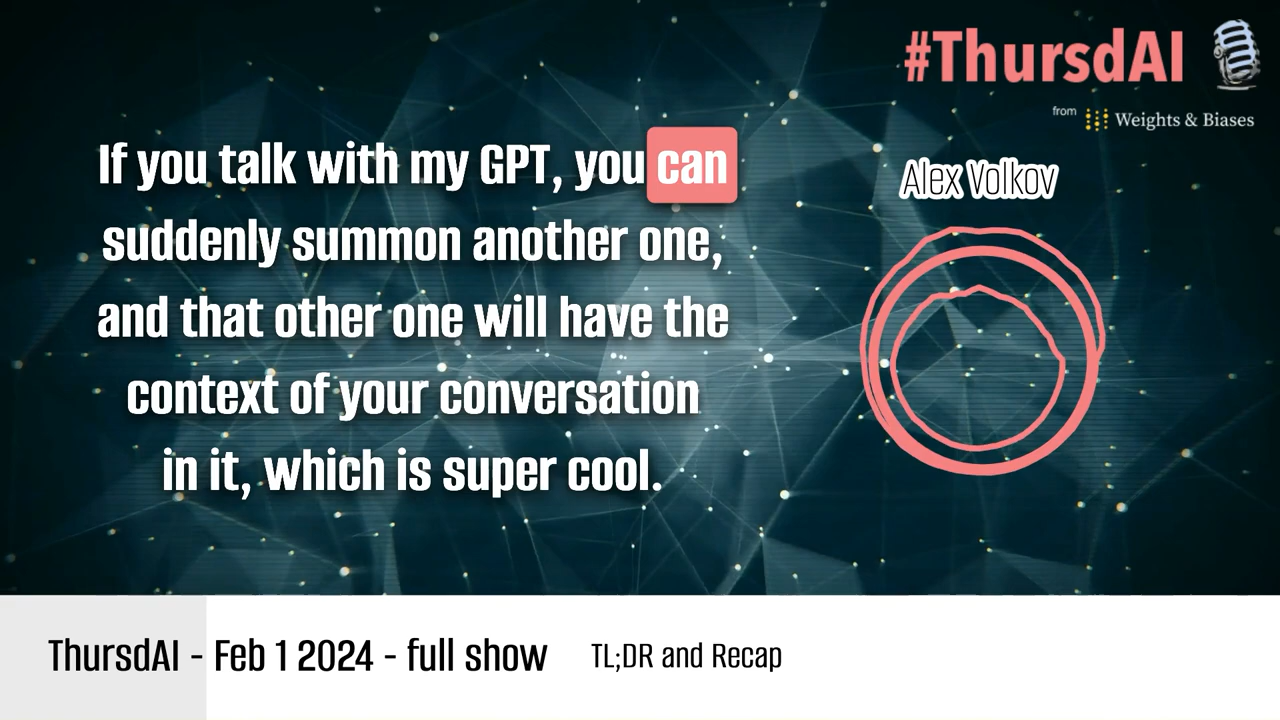 #ThursdAI
from Weights & Biases
Alex Volkov
If you talk with my GPT, you can
suddenly summon another one,
and that other one will have the
context of your conversation
in it, which is super cool.
ThursdAI - Feb 1 2024 - full show TL;DR and Recap